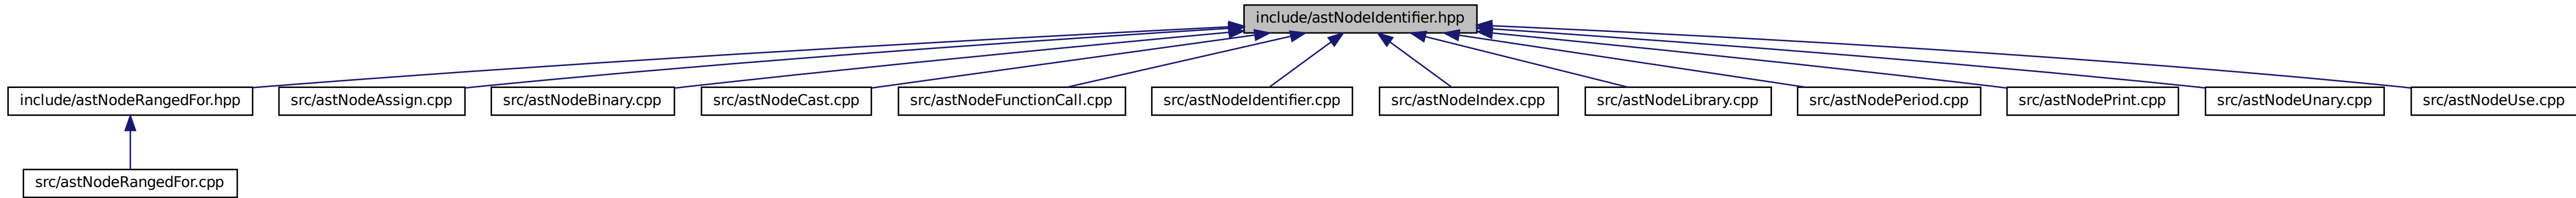 include/astNodeIdentifier.hpp
include/astNodeRangedFor.hpp
src/astNodeAssign.cpp
src/astNodeBinary.cpp
src/astNodeCast.cpp
src/astNodeFunctionCall.cpp
src/astNodeIdentifier.cpp
src/astNodeIndex.cpp
src/astNodeLibrary.cpp
src/astNodePeriod.cpp
src/astNodePrint.cpp
src/astNodeUnary.cpp
src/astNodeUse.cpp
src/astNodeRangedFor.cpp